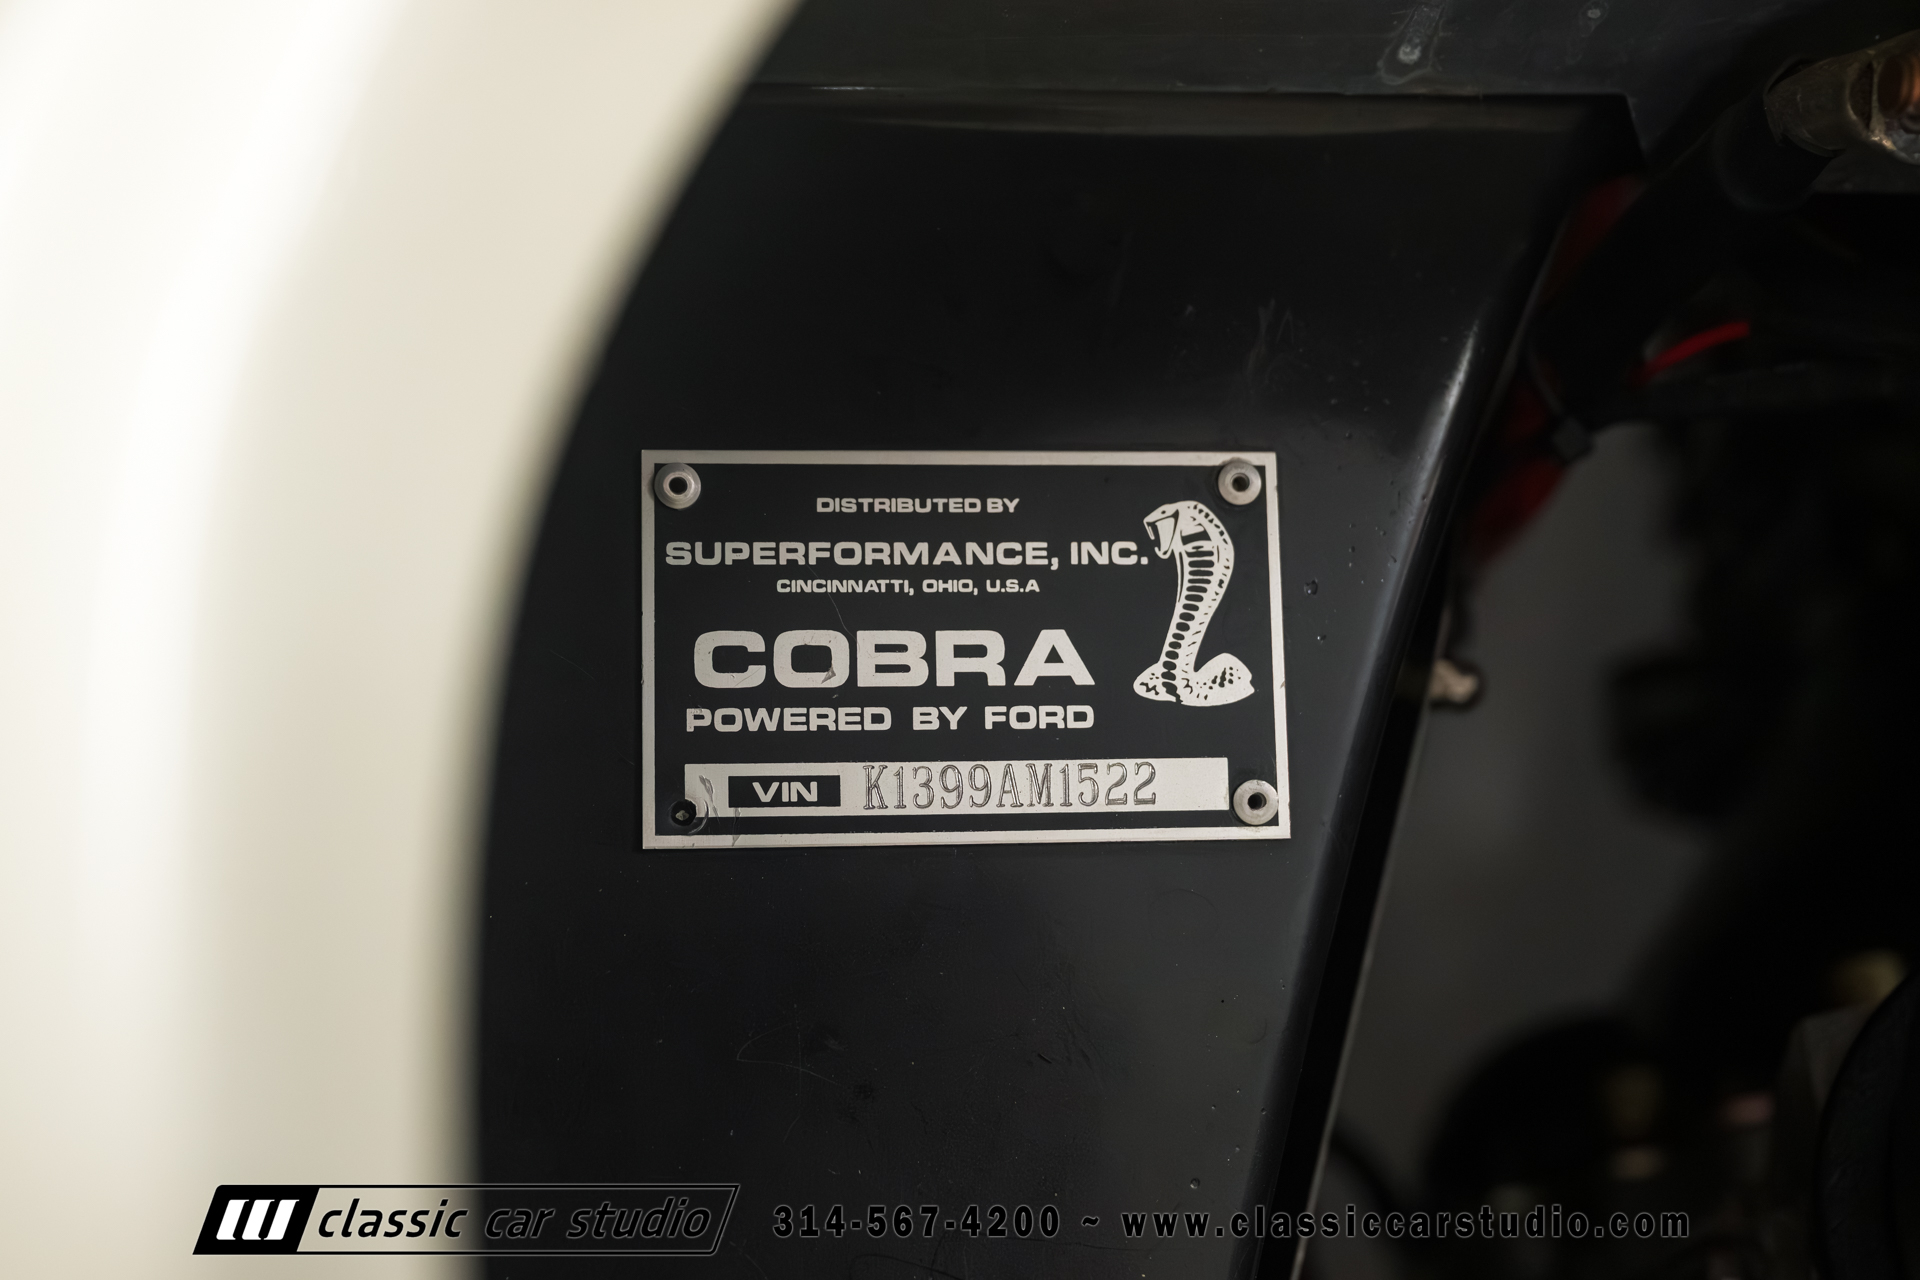 DISTRIBUTED BY
SUPERFORMANCE, INC.
CINCINNATTI, OHIO, U.S.A
COBRA
POWERED BY FORD
VIN K1399AM1522
classic car studio 314-567-4200 ~ www.classiccarstudio.com